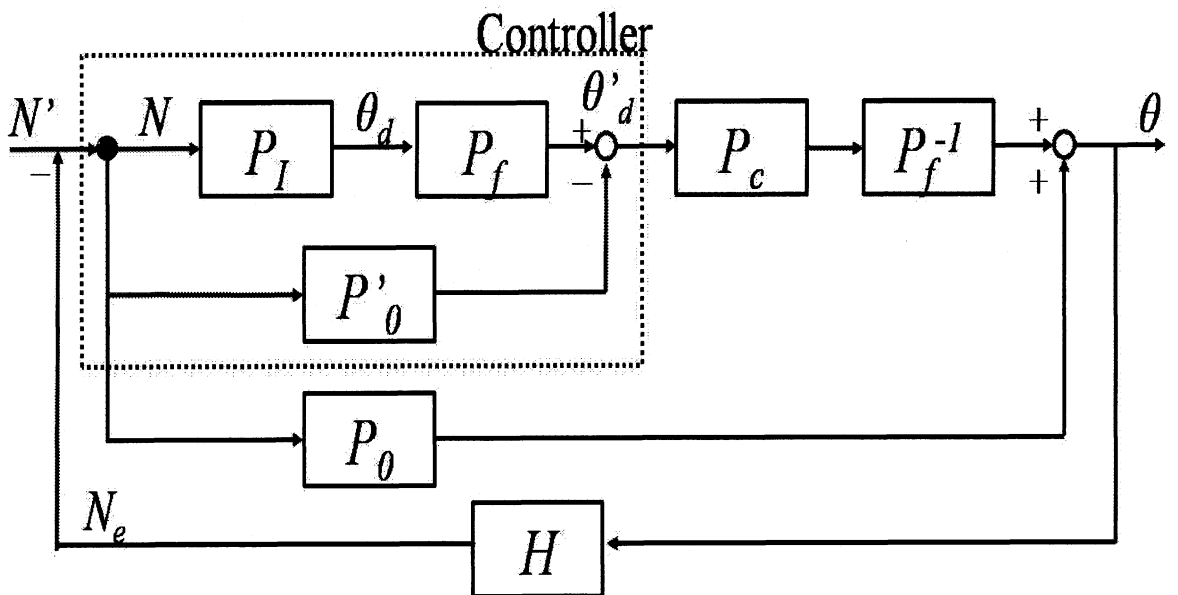 Controller
N' N P_I θ_d P_f θ'_d P_c P_f^{-1} θ
− + − + +
P'_0
P_0
N_e H